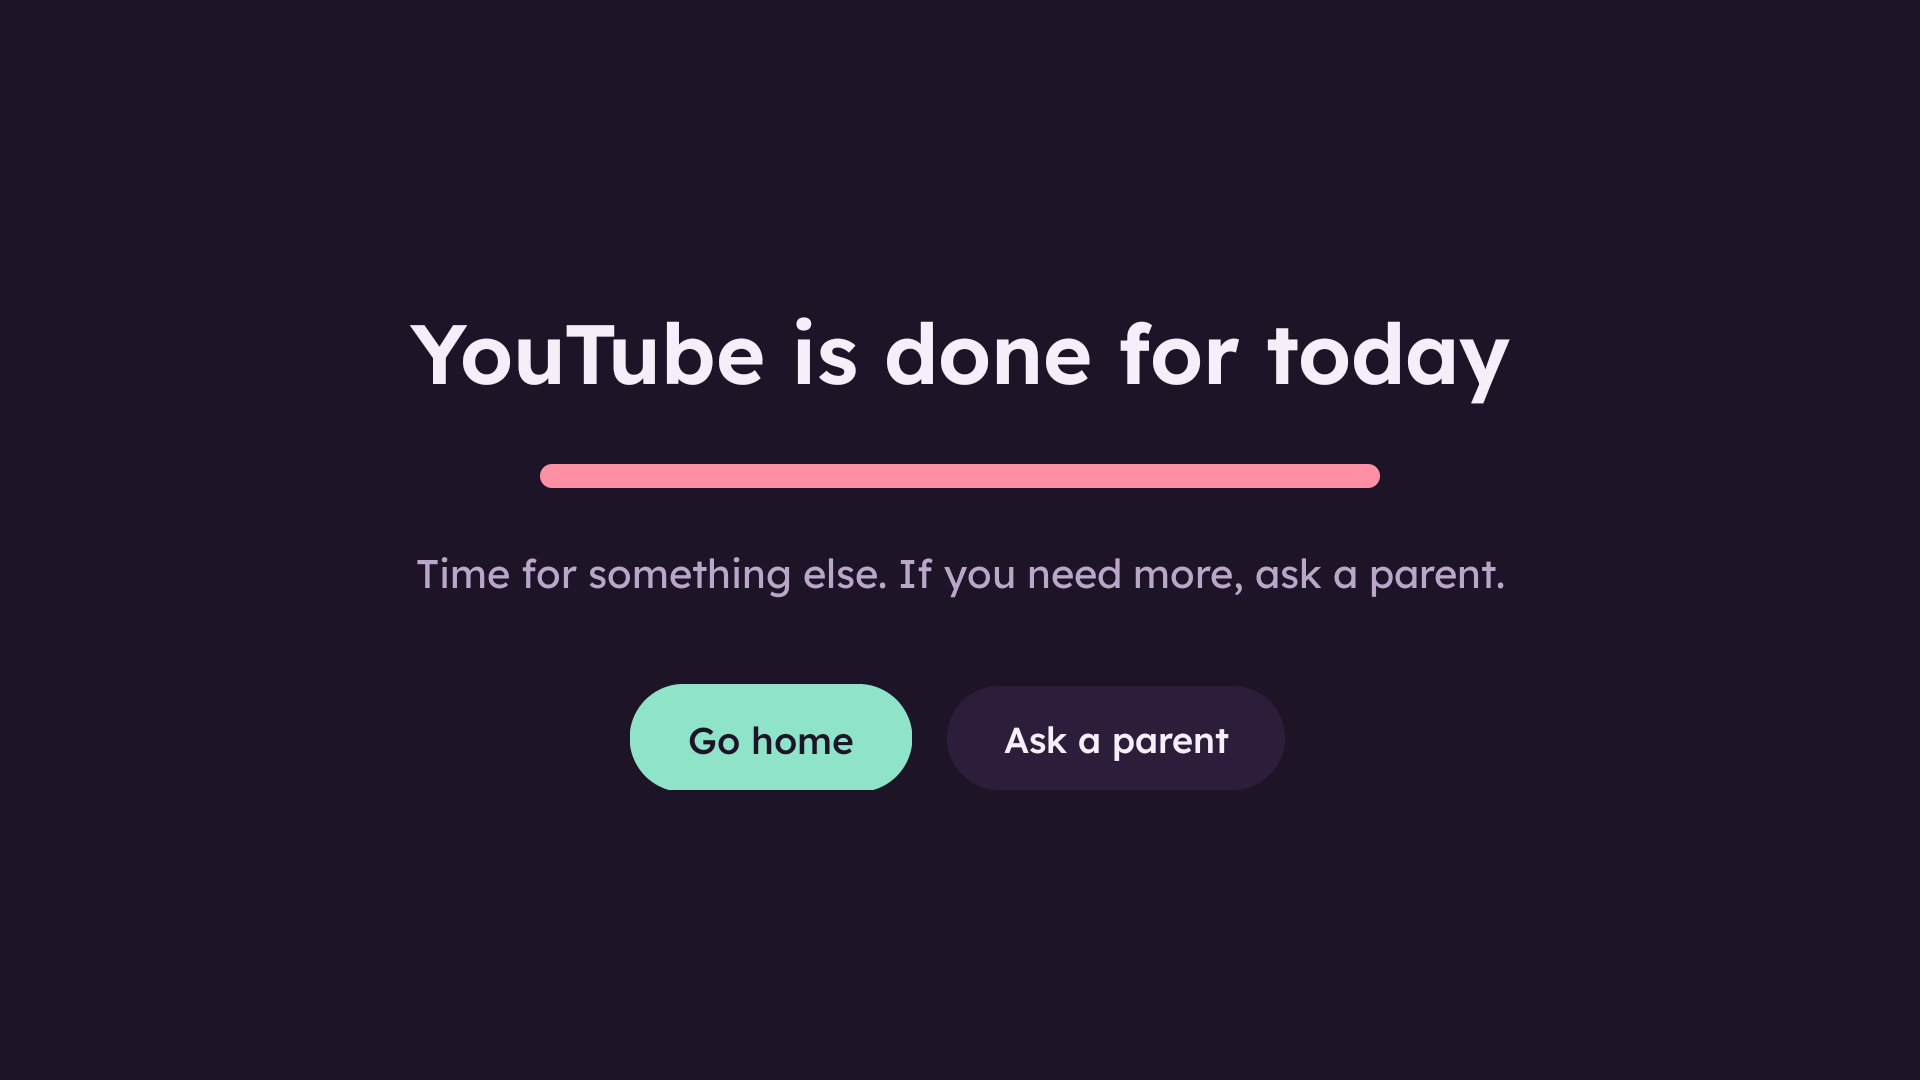 YouTube is done for today
Time for something else. If you need more, ask a parent.
Go home
Ask a parent